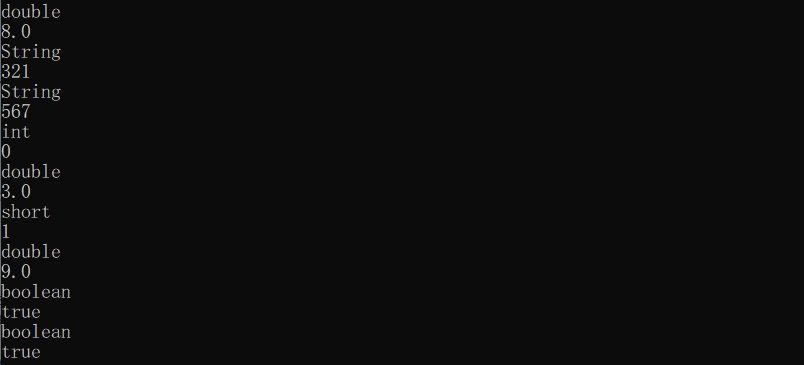 double
8.0
String
321
String
567
int
0
double
3.0
short
1
double
9.0
boolean
true
boolean
true